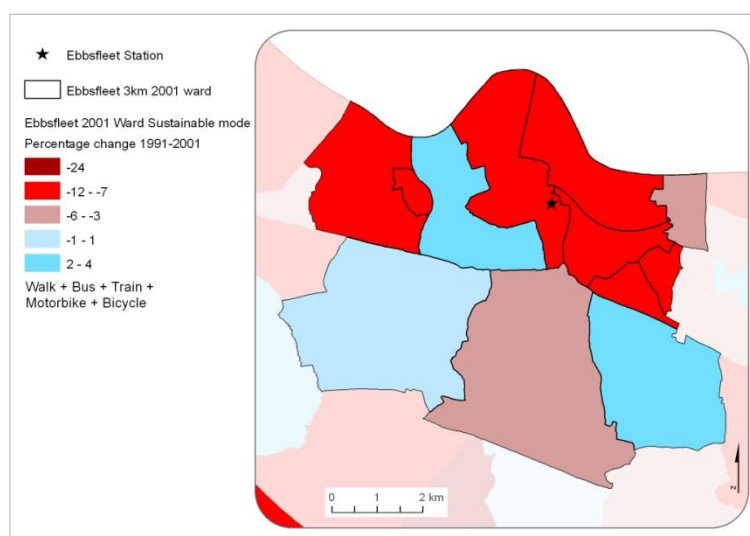 ★ Ebbsfleet Station
Ebbsfleet 3km 2001 ward
Ebbsfleet 2001 Ward Sustainable mode
Percentage change 1991-2001
-24
-12 - -7
-6 - -3
-1 - 1
2 - 4
Walk + Bus + Train +
Motorbike + Bicycle
0 1 2 km
N